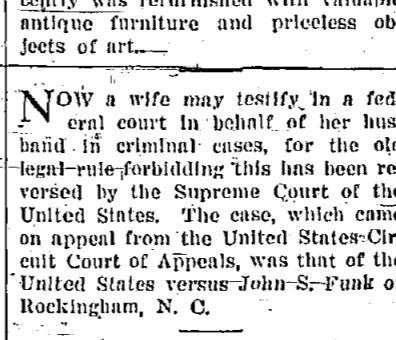 cently was refurnished with valuable
antique furniture and priceless ob
jects of art.
NOW a wife may testify in a fed
eral court in behalf of her hus
band in criminal cases, for the old
legal rule forbidding this has been re
versed by the Supreme Court of the
United States. The case, which came
on appeal from the United States Cir
cuit Court of Appeals, was that of the
United States versus John S. Funk o
Rockingham, N. C.